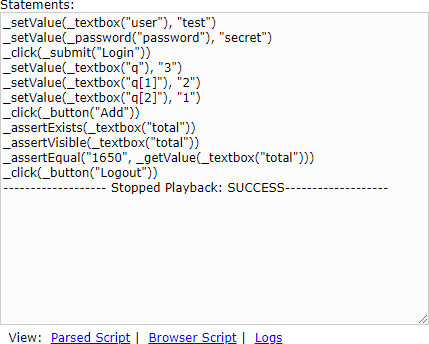 Statements:
_setValue(_textbox("user"), "test")
_setValue(_password("password"), "secret")
_click(_submit("Login"))
_setValue(_textbox("q"), "3")
_setValue(_textbox("q[1]"), "2")
_setValue(_textbox("q[2]"), "1")
_click(_button("Add"))
_assertExists(_textbox("total"))
_assertVisible(_textbox("total"))
_assertEqual("1650", _getValue(_textbox("total")))
_click(_button("Logout"))
------------------- Stopped Playback: SUCCESS-------------------
View: Parsed Script | Browser Script | Logs